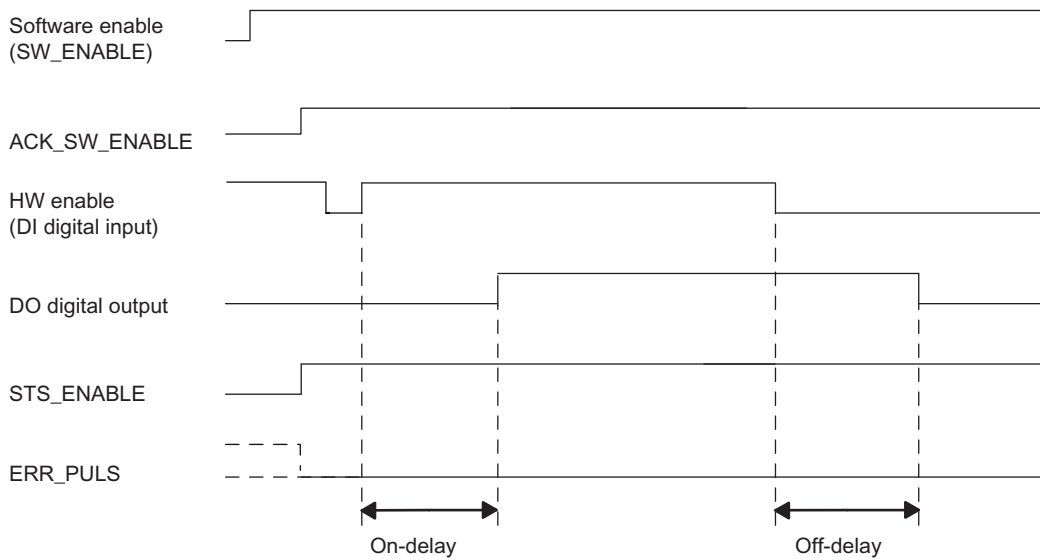 Software enable
(SW_ENABLE)
ACK_SW_ENABLE
HW enable
(DI digital input)
DO digital output
STS_ENABLE
ERR_PULS
On-delay
Off-delay